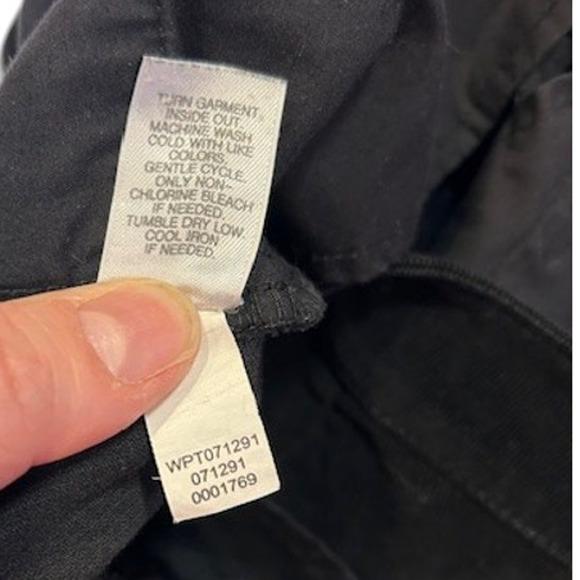 TURN GARMENT
INSIDE OUT.
MACHINE WASH
COLD WITH LIKE
COLORS.
GENTLE CYCLE.
ONLY NON-
CHLORINE BLEACH
IF NEEDED.
TUMBLE DRY LOW.
COOL IRON
IF NEEDED.
WPT071291
071291
0001769